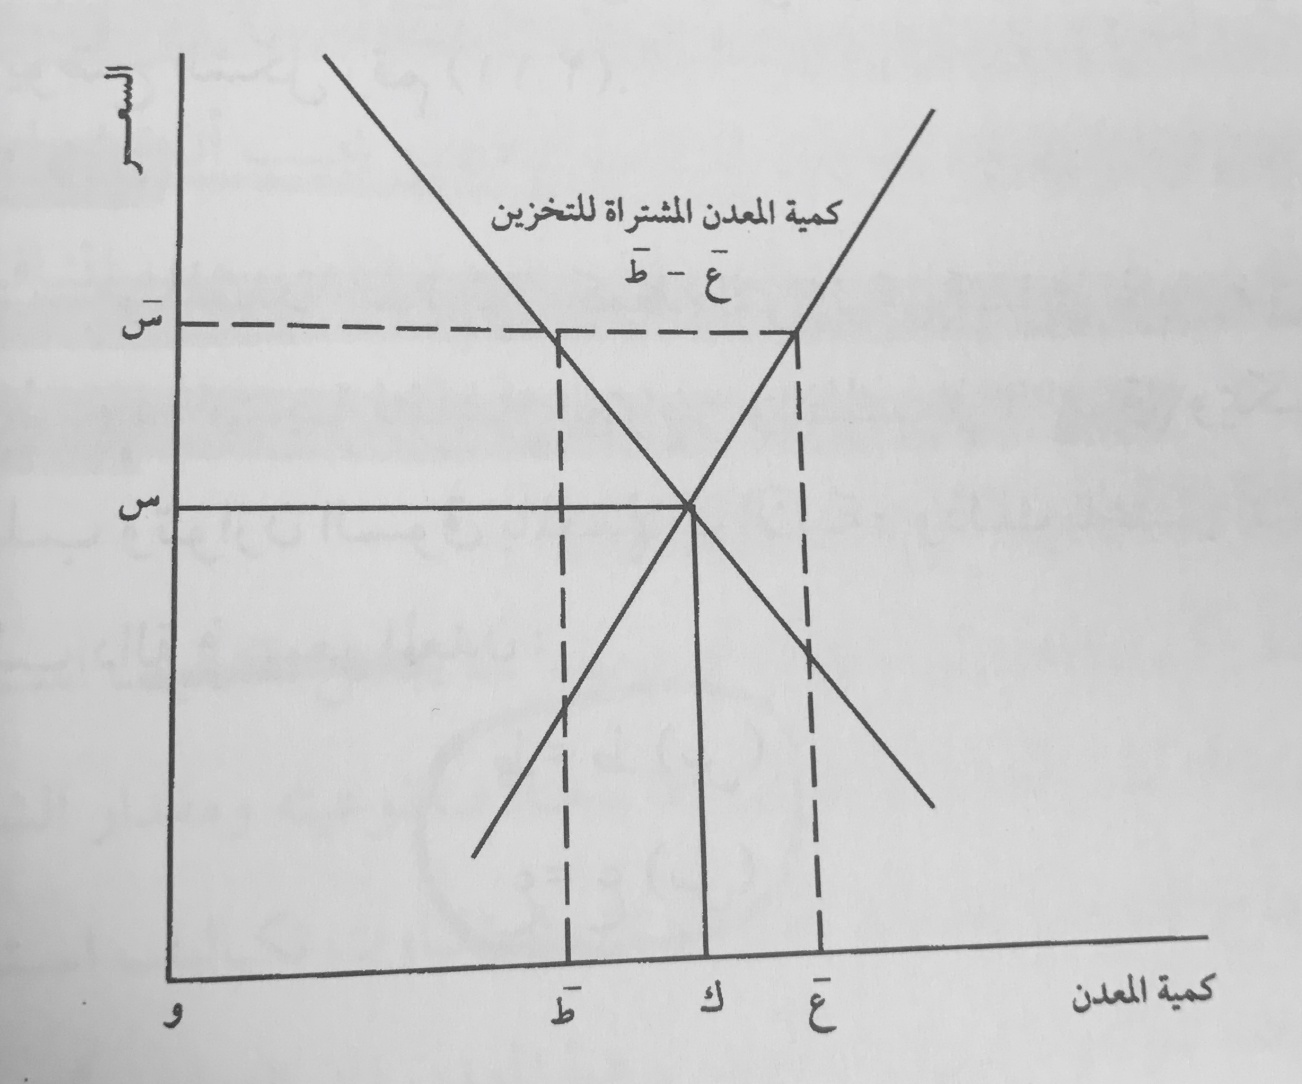 السعر
كمية المعدن المشتراة للتخزين
عَ – طَ
سَ
س
و
طَ
ك
عَ
كمية المعدن